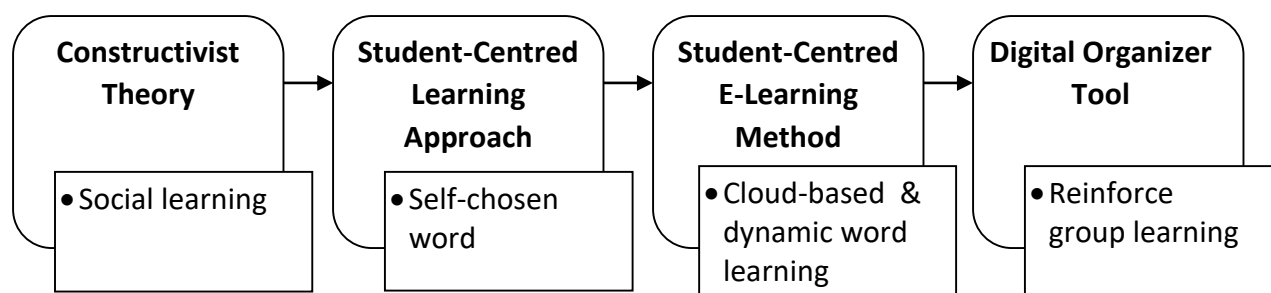 Constructivist
Theory
• Social learning
Student-Centred
Learning
Approach
• Self-chosen
word
Student-Centred
E-Learning
Method
• Cloud-based & 
dynamic word
learning
Digital Organizer
Tool
• Reinforce
group learning